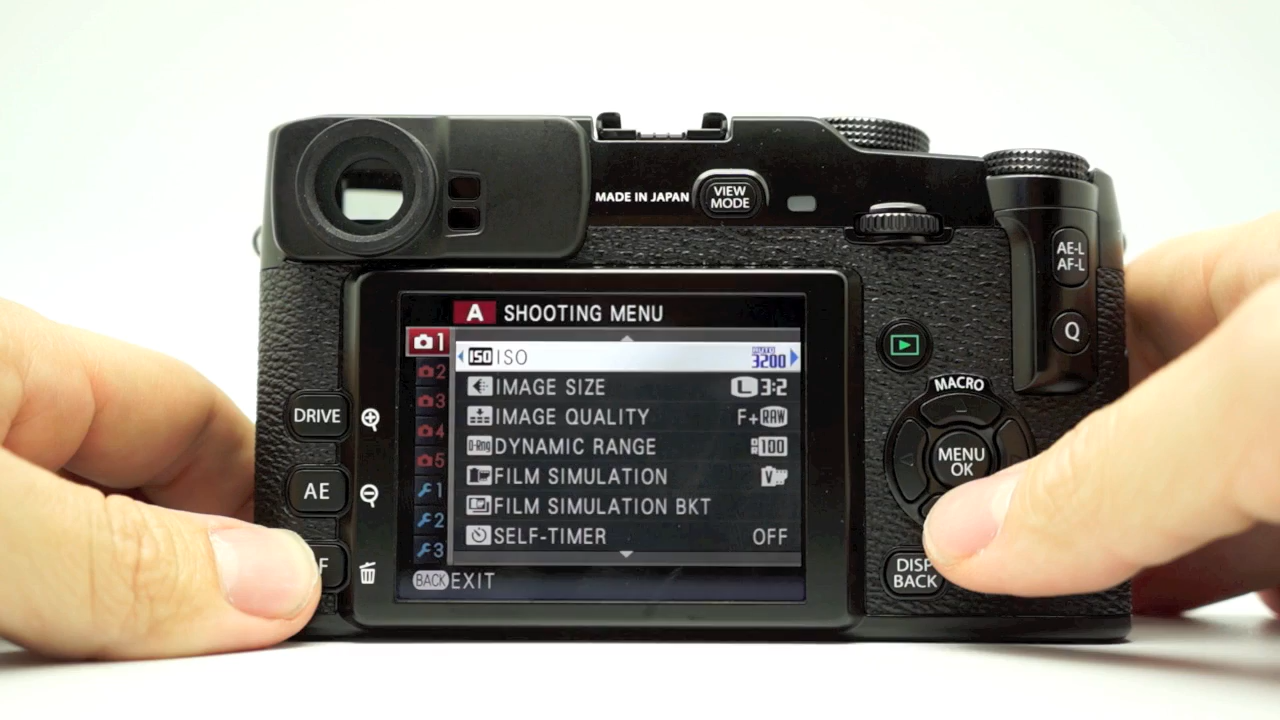 MADE IN JAPAN
VIEW
MODE
AE-L
AF-L
Q
A SHOOTING MENU
1
ISO ISO AUTO 3200
2
IMAGE SIZE L 3:2
3
IMAGE QUALITY F+RAW
4
D-Rng DYNAMIC RANGE 100
5
FILM SIMULATION V
1
FILM SIMULATION BKT
2
SELF-TIMER OFF
3
BACK EXIT
DRIVE
AE
F
MACRO
MENU
OK
DISP
BACK